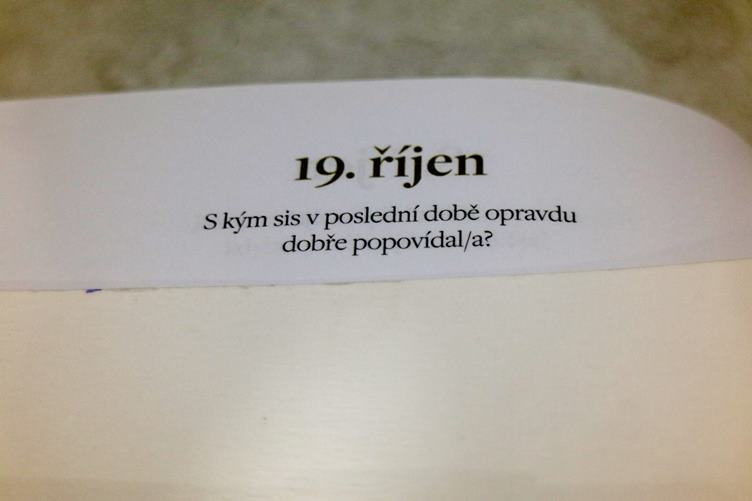 19. říjen
S kým sis v poslední době opravdu
dobře popovídal/a?